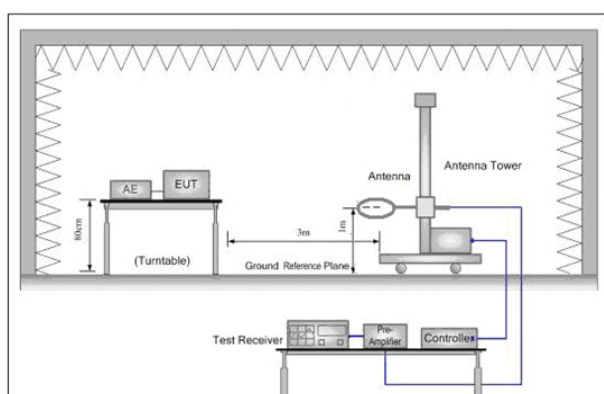 Antenna
Antenna Tower
AE
EUT
80cm
3m
1m
(Turntable)
Ground Reference Plane
Test Receiver
Pre-
Amplifier
Controller